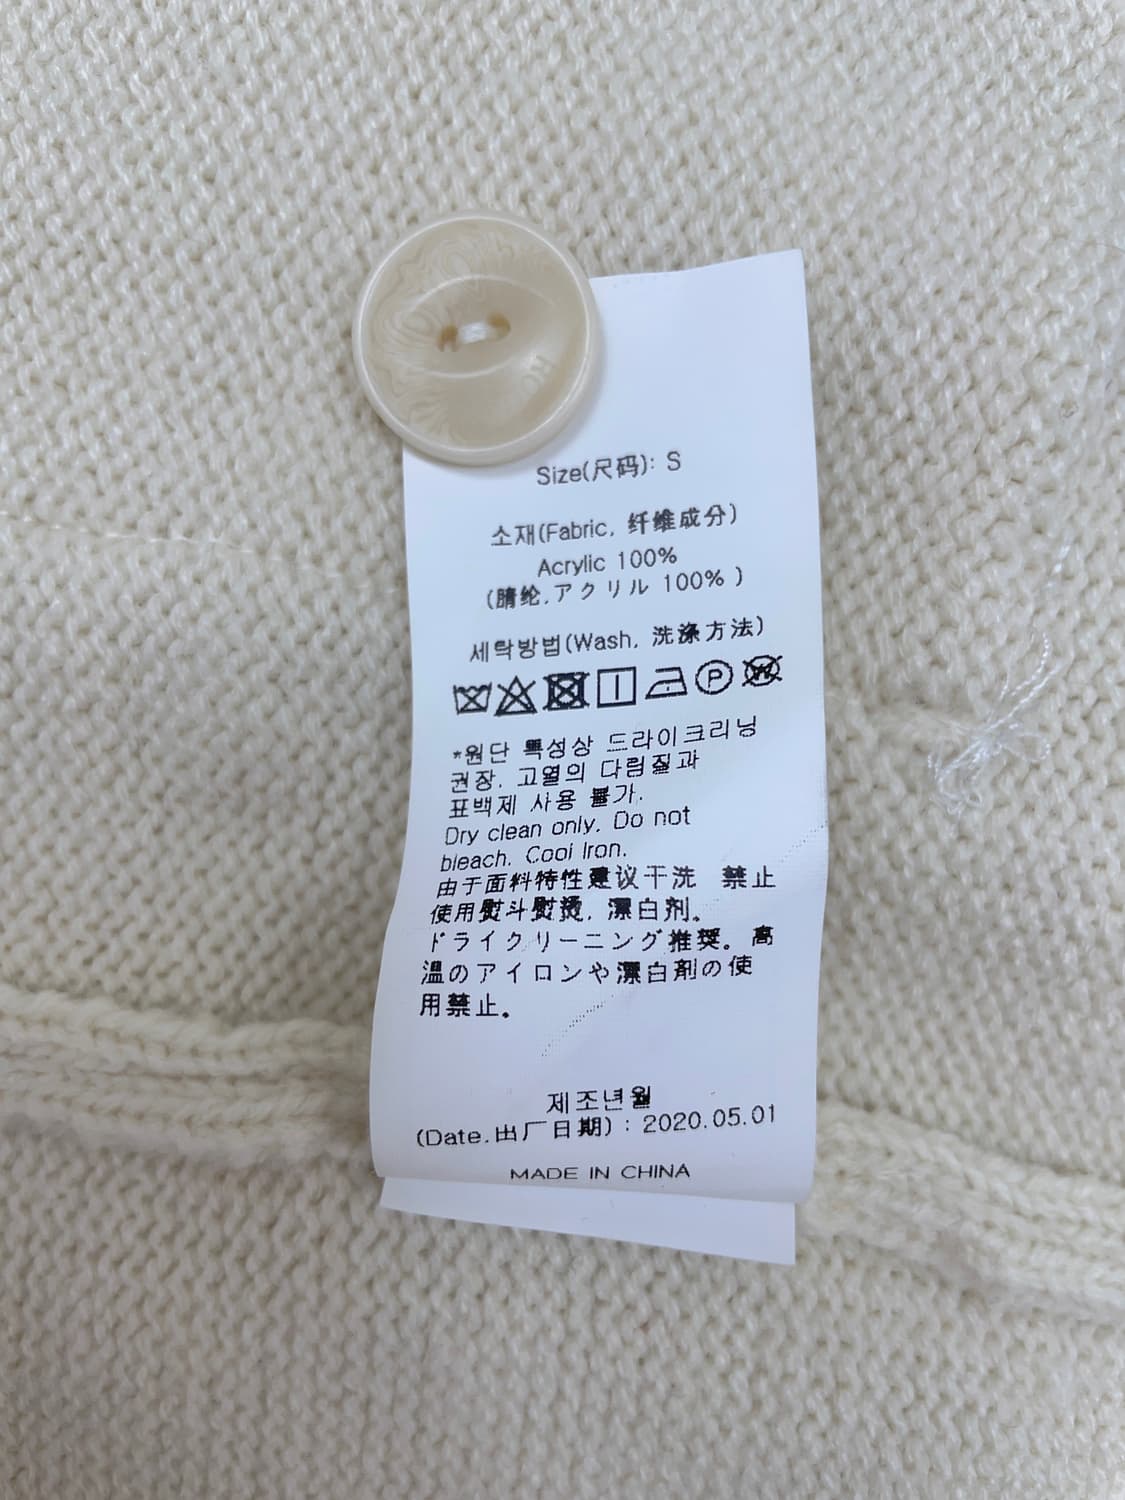 Size(尺码): S
소재(Fabric, 纤维成分)
Acrylic 100%
(腈纶,アクリル 100% )
세탁방법(Wash, 洗涤方法)
P
W
*원단 특성상 드라이크리닝
권장, 고열의 다림질과
표백제 사용 불가.
Dry clean only. Do not
bleach. Cool Iron.
由于面料特性建议干洗 禁止
使用熨斗熨烫, 漂白剂。
ドライクリーニング推奨。高
温のアイロンや漂白剤の使
用禁止。
제조년월
(Date.出厂日期) : 2020.05.01
MADE IN CHINA